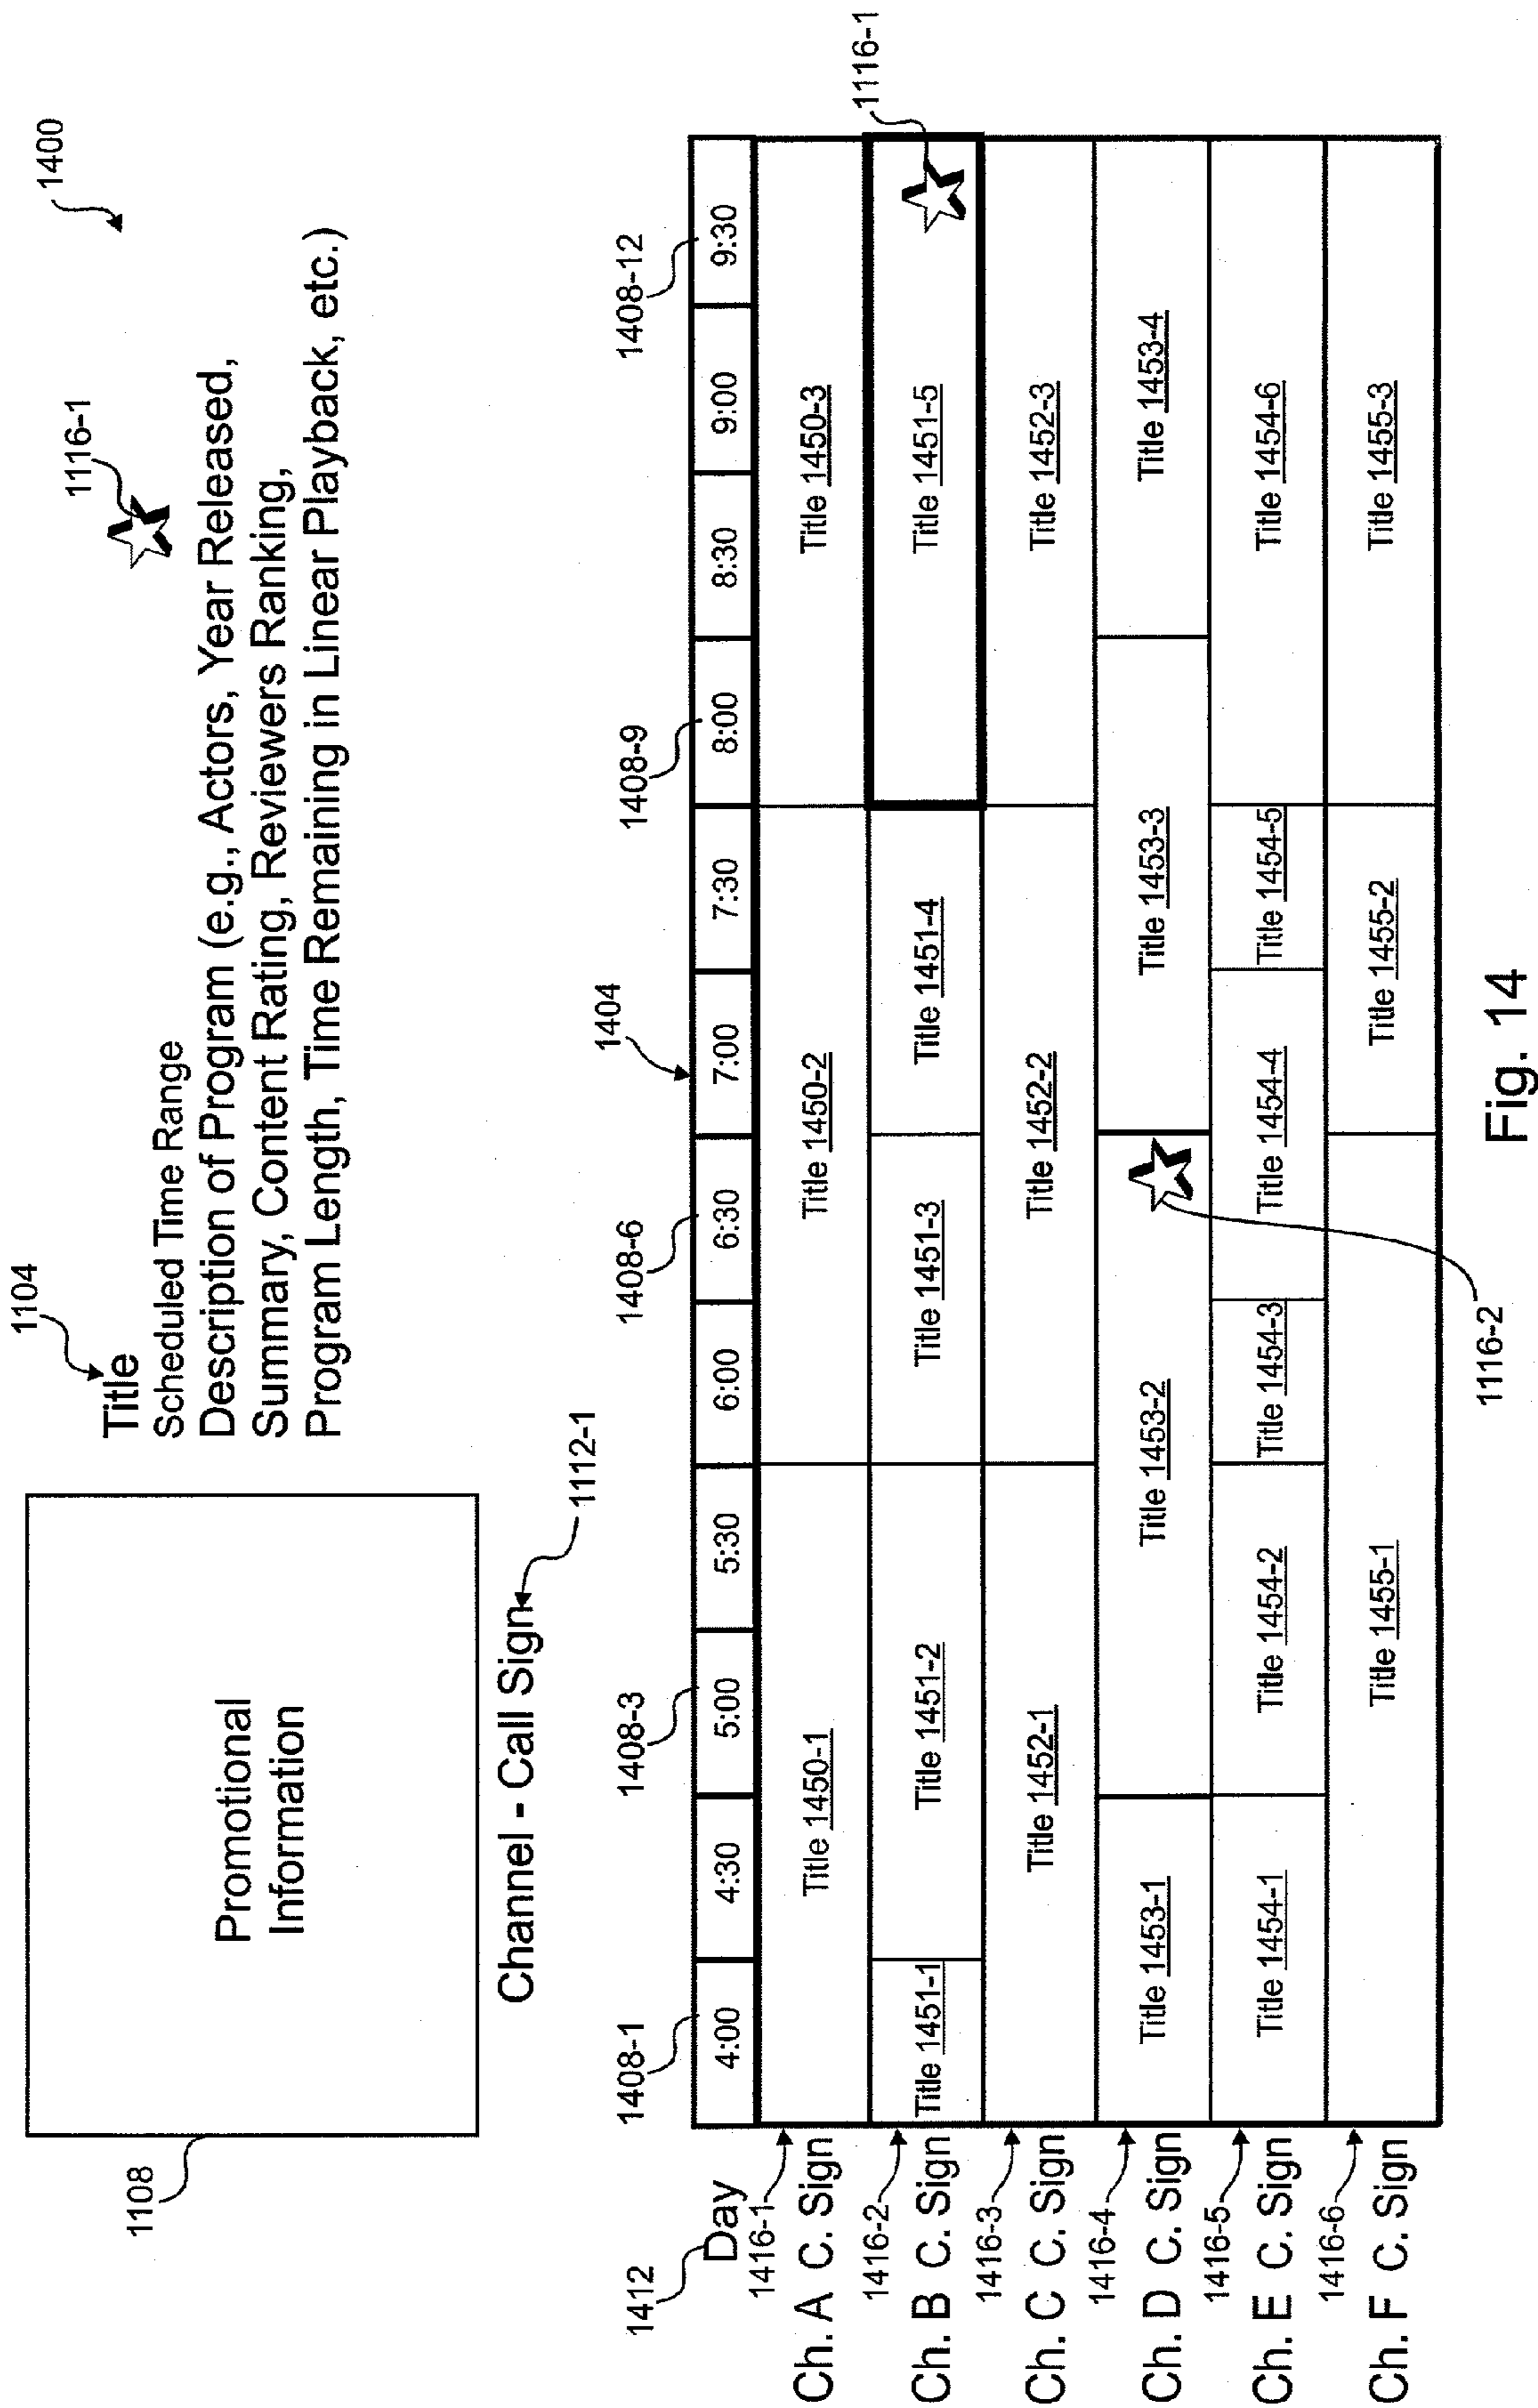 1400
1104
1116-1
Title
Scheduled Time Range
Description of Program (e.g., Actors, Year Released,
Summary, Content Rating, Reviewers Ranking,
Program Length, Time Remaining in Linear Playback, etc.)
1108
Promotional
Information
Channel - Call Sign
1112-1
1412
1408-1
1408-3
1408-6
1404
1408-9
1408-12
Day
4:00
4:30
5:00
5:30
6:00
6:30
7:00
7:30
8:00
8:30
9:00
9:30
1416-1
Ch. A C. Sign
Title 1450-1
Title 1450-2
Title 1450-3
1116-1
1416-2
Ch. B C. Sign
Title 1451-1
Title 1451-2
Title 1451-3
Title 1451-4
Title 1451-5
1416-3
Ch. C C. Sign
Title 1452-1
Title 1452-2
Title 1452-3
1416-4
Ch. D C. Sign
Title 1453-1
Title 1453-2
Title 1453-3
Title 1453-4
1416-5
Ch. E C. Sign
Title 1454-1
Title 1454-2
Title 1454-3
Title 1454-4
Title 1454-5
Title 1454-6
1416-6
Ch. F C. Sign
Title 1455-1
Title 1455-2
Title 1455-3
1116-2
Fig. 14